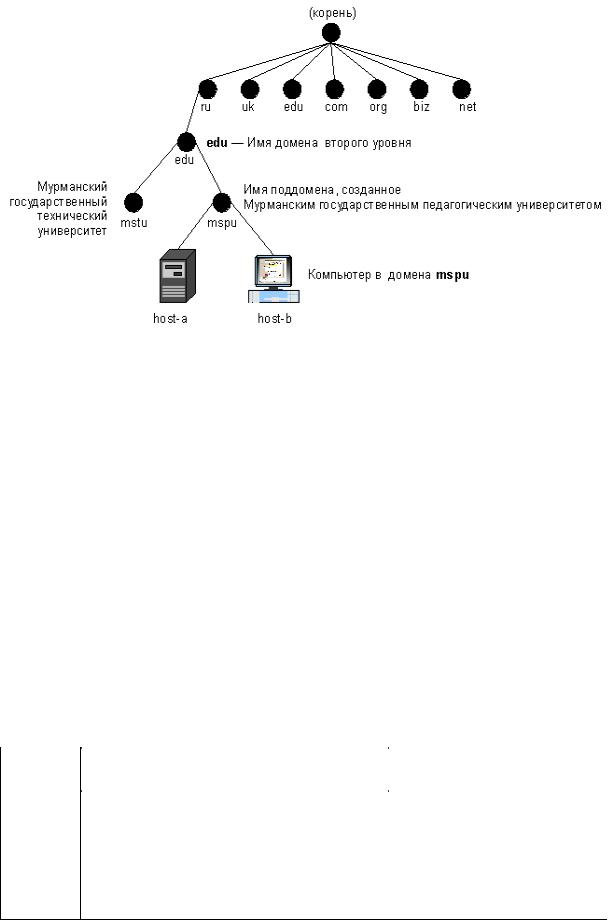 (корень)
ru uk edu com org biz net
edu — Имя домена второго уровня
edu
Мурманский
государственный
технический
университет
mstu
Имя поддомена, созданное
Мурманским государственным педагогическим университетом
mspu
Компьютер в домена mspu
host-a host-b